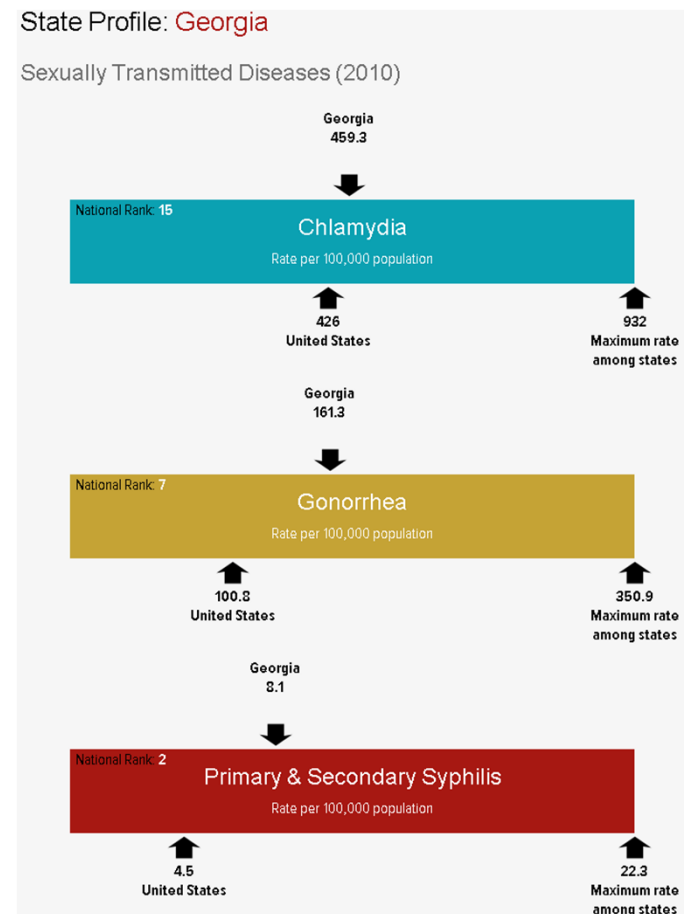 State Profile: Georgia
Sexually Transmitted Diseases (2010)
Georgia
459.3
National Rank: 15
Chlamydia
Rate per 100,000 population
426
United States
932
Maximum rate
among states
Georgia
161.3
National Rank: 7
Gonorrhea
Rate per 100,000 population
100.8
United States
350.9
Maximum rate
among states
Georgia
8.1
National Rank: 2
Primary & Secondary Syphilis
Rate per 100,000 population
4.5
United States
22.3
Maximum rate
among states